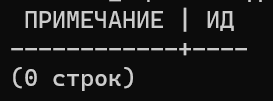 ПРИМЕЧАНИЕ | ИД
------------+----
(0 строк)